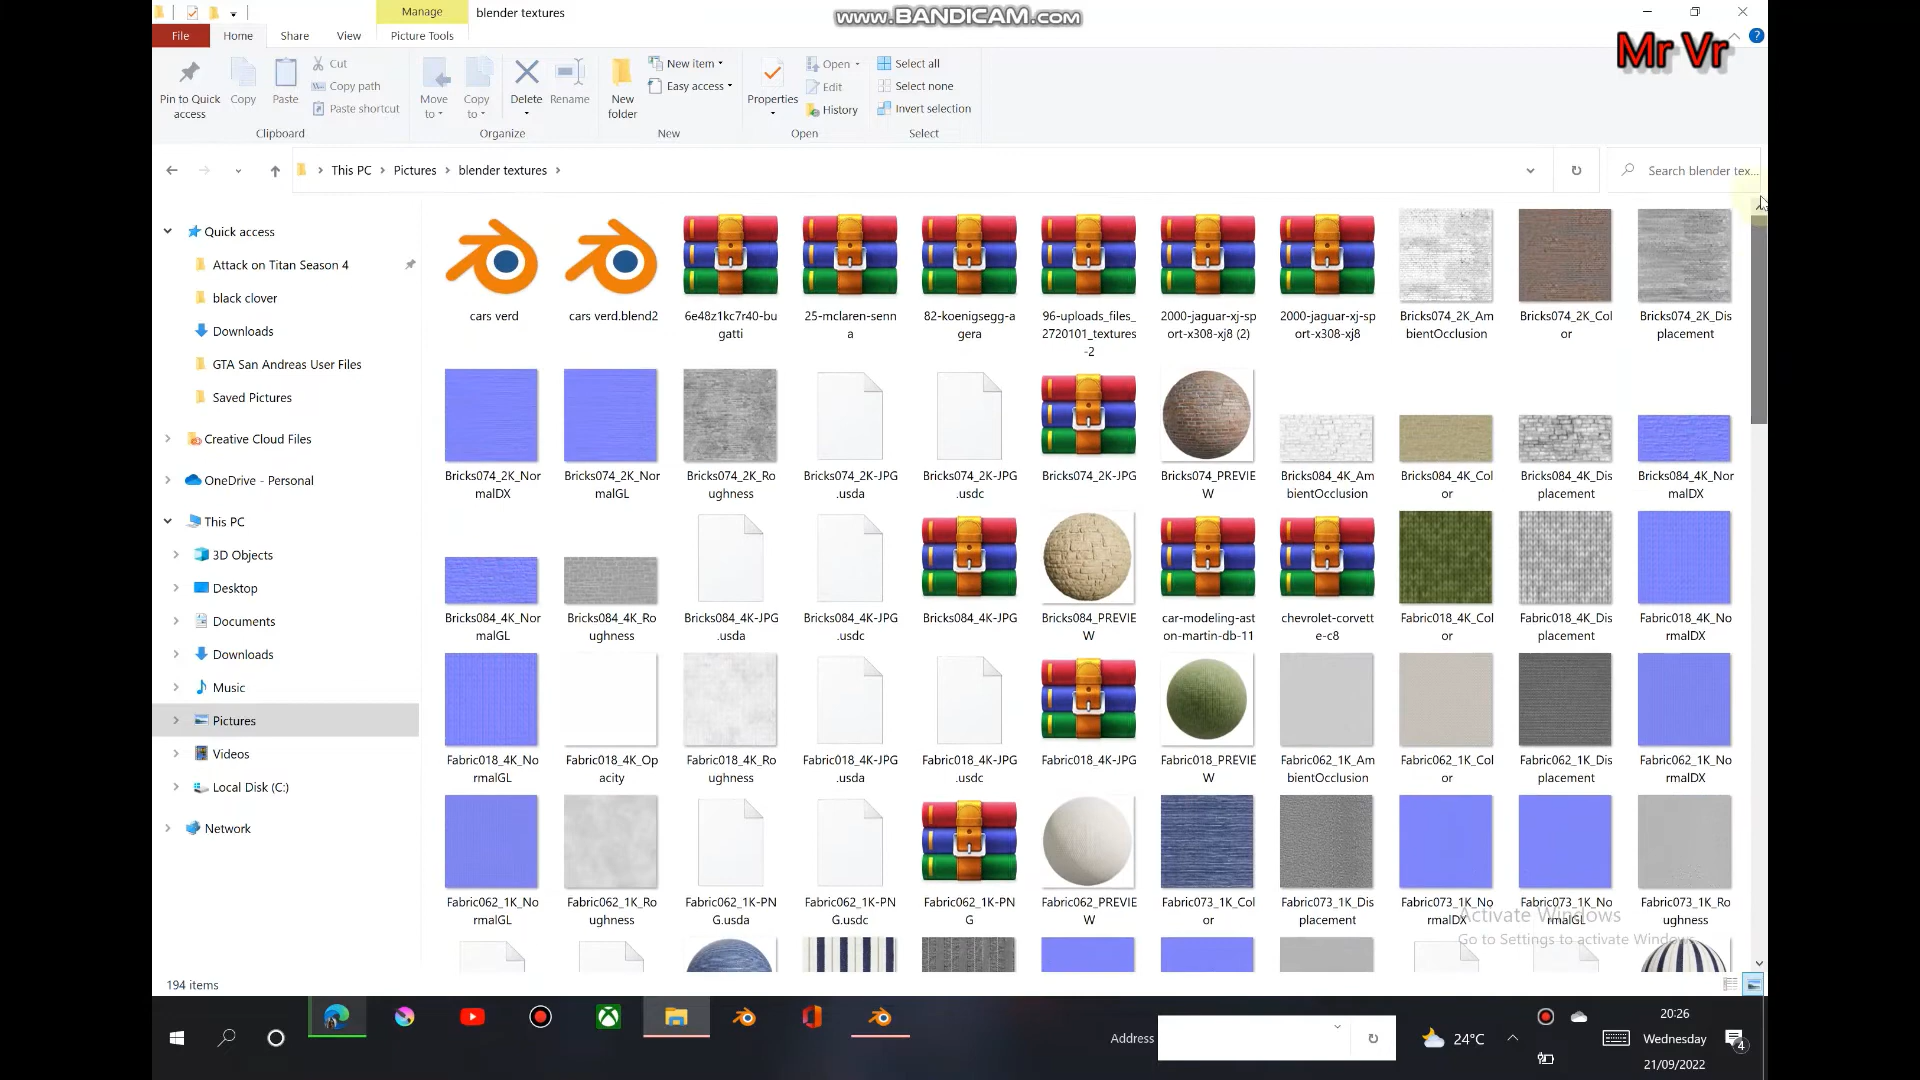 Manage
blender textures
www.BANDICAM.com
Mr Vr
File
Home
Share
View
Picture Tools
Pin to Quick
access
Copy
Paste
Cut
Copy path
Paste shortcut
Clipboard
Move
to
Copy
to
Delete
Rename
Organize
New
folder
New item
Easy access
New
Properties
Open
Edit
History
Open
Select all
Select none
Invert selection
Select
This PC
Pictures
blender textures
Search blender tex...
Quick access
Attack on Titan Season 4
black clover
Downloads
GTA San Andreas User Files
Saved Pictures
Creative Cloud Files
OneDrive - Personal
This PC
3D Objects
Desktop
Documents
Downloads
Music
Pictures
Videos
Local Disk (C:)
Network
cars verd
cars verd.blend2
6e48z1kc7r40-bu
gatti
25-mclaren-senn
a
82-koenigsegg-a
gera
96-uploads_files_
2720101_textures
-2
2000-jaguar-xj-sp
ort-x308-xj8 (2)
2000-jaguar-xj-sp
ort-x308-xj8
Bricks074_2K_Am
bientOcclusion
Bricks074_2K_Col
or
Bricks074_2K_Dis
placement
Bricks074_2K_Nor
malDX
Bricks074_2K_Nor
malGL
Bricks074_2K_Ro
ughness
Bricks074_2K-JPG
.usda
Bricks074_2K-JPG
.usdc
Bricks074_2K-JPG
Bricks074_PREVIE
W
Bricks084_4K_Am
bientOcclusion
Bricks084_4K_Col
or
Bricks084_4K_Dis
placement
Bricks084_4K_Nor
malDX
Bricks084_4K_Nor
malGL
Bricks084_4K_Ro
ughness
Bricks084_4K-JPG
.usda
Bricks084_4K-JPG
.usdc
Bricks084_4K-JPG
Bricks084_PREVIE
W
car-modeling-ast
on-martin-db-11
chevrolet-corvett
e-c8
Fabric018_4K_Col
or
Fabric018_4K_Dis
placement
Fabric018_4K_No
rmalDX
Fabric018_4K_No
rmalGL
Fabric018_4K_Op
acity
Fabric018_4K_Ro
ughness
Fabric018_4K-JPG
.usda
Fabric018_4K-JPG
.usdc
Fabric018_4K-JPG
Fabric018_PREVIE
W
Fabric062_1K_Am
bientOcclusion
Fabric062_1K_Col
or
Fabric062_1K_Dis
placement
Fabric062_1K_No
rmalDX
Fabric062_1K_No
rmalGL
Fabric062_1K_Ro
ughness
Fabric062_1K-PN
G.usda
Fabric062_1K-PN
G.usdc
Fabric062_1K-PN
G
Fabric062_PREVIE
W
Fabric073_1K_Col
or
Fabric073_1K_Dis
placement
Fabric073_1K_No
rmalDX
Fabric073_1K_No
rmalGL
Fabric073_1K_Ro
ughness
Activate Windows
Go to Settings to activate Windows.
194 items
Address
24°C
20:26
Wednesday
21/09/2022
4